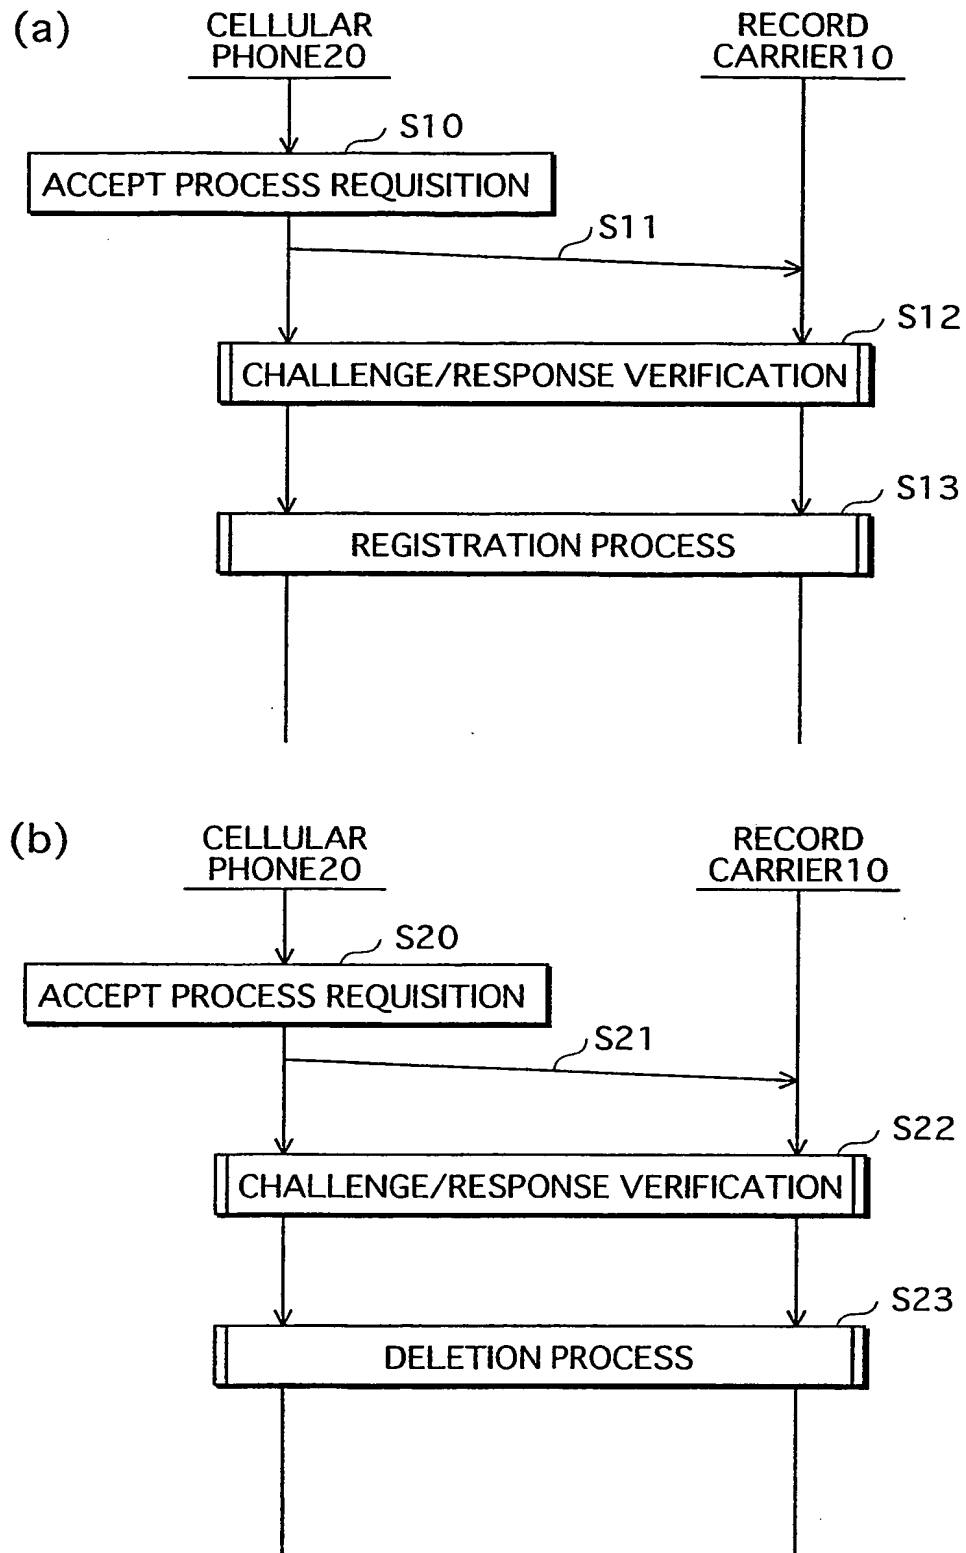 (a)
CELLULAR
PHONE20
RECORD
CARRIER10
S10
ACCEPT PROCESS REQUISITION
S11
S12
CHALLENGE/RESPONSE VERIFICATION
S13
REGISTRATION PROCESS
(b)
CELLULAR
PHONE20
RECORD
CARRIER10
S20
ACCEPT PROCESS REQUISITION
S21
S22
CHALLENGE/RESPONSE VERIFICATION
S23
DELETION PROCESS